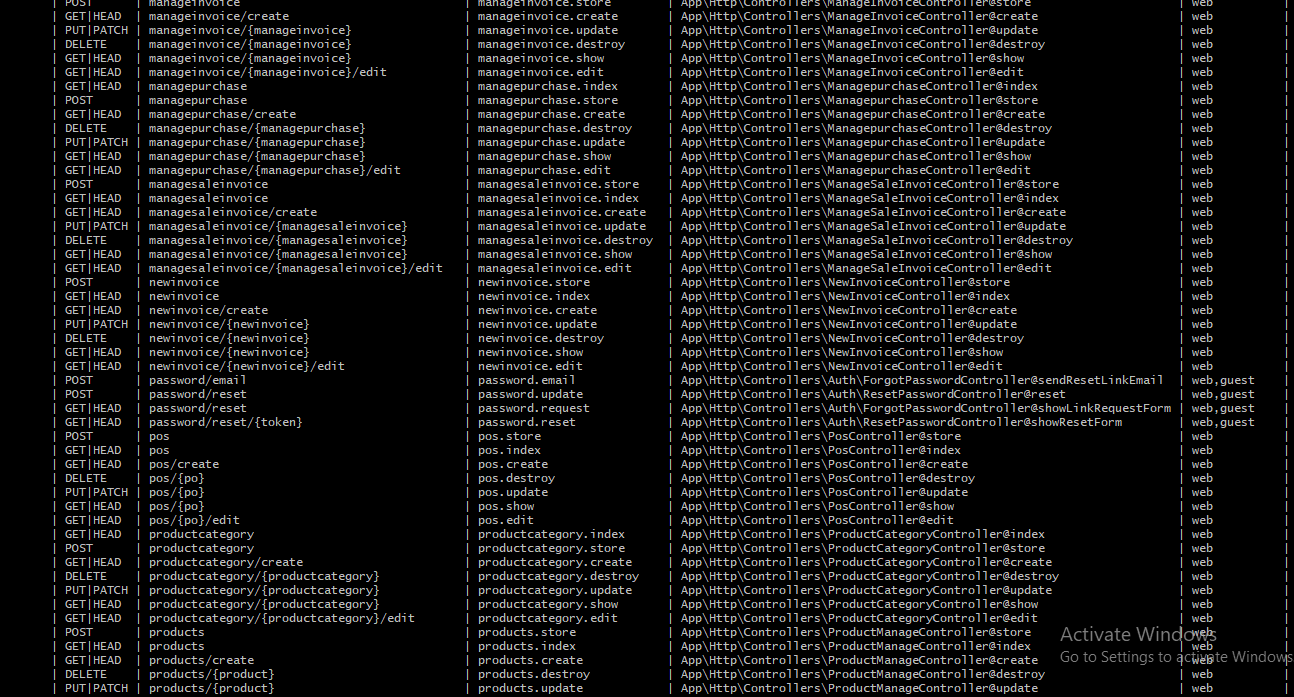 | POST | manageinvoice | manageinvoice.store | App\Http\Controllers\ManageInvoiceController@store | web |
| GET|HEAD | manageinvoice/create | manageinvoice.create | App\Http\Controllers\ManageInvoiceController@create | web |
| PUT|PATCH | manageinvoice/{manageinvoice} | manageinvoice.update | App\Http\Controllers\ManageInvoiceController@update | web |
| DELETE | manageinvoice/{manageinvoice} | manageinvoice.destroy | App\Http\Controllers\ManageInvoiceController@destroy | web |
| GET|HEAD | manageinvoice/{manageinvoice} | manageinvoice.show | App\Http\Controllers\ManageInvoiceController@show | web |
| GET|HEAD | manageinvoice/{manageinvoice}/edit | manageinvoice.edit | App\Http\Controllers\ManageInvoiceController@edit | web |
| GET|HEAD | managepurchase | managepurchase.index | App\Http\Controllers\ManagepurchaseController@index | web |
| POST | managepurchase | managepurchase.store | App\Http\Controllers\ManagepurchaseController@store | web |
| GET|HEAD | managepurchase/create | managepurchase.create | App\Http\Controllers\ManagepurchaseController@create | web |
| DELETE | managepurchase/{managepurchase} | managepurchase.destroy | App\Http\Controllers\ManagepurchaseController@destroy | web |
| PUT|PATCH | managepurchase/{managepurchase} | managepurchase.update | App\Http\Controllers\ManagepurchaseController@update | web |
| GET|HEAD | managepurchase/{managepurchase} | managepurchase.show | App\Http\Controllers\ManagepurchaseController@show | web |
| GET|HEAD | managepurchase/{managepurchase}/edit | managepurchase.edit | App\Http\Controllers\ManagepurchaseController@edit | web |
| POST | managesaleinvoice | managesaleinvoice.store | App\Http\Controllers\ManageSaleInvoiceController@store | web |
| GET|HEAD | managesaleinvoice | managesaleinvoice.index | App\Http\Controllers\ManageSaleInvoiceController@index | web |
| GET|HEAD | managesaleinvoice/create | managesaleinvoice.create | App\Http\Controllers\ManageSaleInvoiceController@create | web |
| PUT|PATCH | managesaleinvoice/{managesaleinvoice} | managesaleinvoice.update | App\Http\Controllers\ManageSaleInvoiceController@update | web |
| DELETE | managesaleinvoice/{managesaleinvoice} | managesaleinvoice.destroy | App\Http\Controllers\ManageSaleInvoiceController@destroy | web |
| GET|HEAD | managesaleinvoice/{managesaleinvoice} | managesaleinvoice.show | App\Http\Controllers\ManageSaleInvoiceController@show | web |
| GET|HEAD | managesaleinvoice/{managesaleinvoice}/edit | managesaleinvoice.edit | App\Http\Controllers\ManageSaleInvoiceController@edit | web |
| POST | newinvoice | newinvoice.store | App\Http\Controllers\NewInvoiceController@store | web |
| GET|HEAD | newinvoice | newinvoice.index | App\Http\Controllers\NewInvoiceController@index | web |
| GET|HEAD | newinvoice/create | newinvoice.create | App\Http\Controllers\NewInvoiceController@create | web |
| PUT|PATCH | newinvoice/{newinvoice} | newinvoice.update | App\Http\Controllers\NewInvoiceController@update | web |
| DELETE | newinvoice/{newinvoice} | newinvoice.destroy | App\Http\Controllers\NewInvoiceController@destroy | web |
| GET|HEAD | newinvoice/{newinvoice} | newinvoice.show | App\Http\Controllers\NewInvoiceController@show | web |
| GET|HEAD | newinvoice/{newinvoice}/edit | newinvoice.edit | App\Http\Controllers\NewInvoiceController@edit | web |
| POST | password/email | password.email | App\Http\Controllers\Auth\ForgotPasswordController@sendResetLinkEmail | web,guest |
| POST | password/reset | password.update | App\Http\Controllers\Auth\ResetPasswordController@reset | web,guest |
| GET|HEAD | password/reset | password.request | App\Http\Controllers\Auth\ForgotPasswordController@showLinkRequestForm | web,guest |
| GET|HEAD | password/reset/{token} | password.reset | App\Http\Controllers\Auth\ResetPasswordController@showResetForm | web,guest |
| POST | pos | pos.store | App\Http\Controllers\PosController@store | web |
| GET|HEAD | pos | pos.index | App\Http\Controllers\PosController@index | web |
| GET|HEAD | pos/create | pos.create | App\Http\Controllers\PosController@create | web |
| DELETE | pos/{po} | pos.destroy | App\Http\Controllers\PosController@destroy | web |
| PUT|PATCH | pos/{po} | pos.update | App\Http\Controllers\PosController@update | web |
| GET|HEAD | pos/{po} | pos.show | App\Http\Controllers\PosController@show | web |
| GET|HEAD | pos/{po}/edit | pos.edit | App\Http\Controllers\PosController@edit | web |
| GET|HEAD | productcategory | productcategory.index | App\Http\Controllers\ProductCategoryController@index | web |
| POST | productcategory | productcategory.store | App\Http\Controllers\ProductCategoryController@store | web |
| GET|HEAD | productcategory/create | productcategory.create | App\Http\Controllers\ProductCategoryController@create | web |
| DELETE | productcategory/{productcategory} | productcategory.destroy | App\Http\Controllers\ProductCategoryController@destroy | web |
| PUT|PATCH | productcategory/{productcategory} | productcategory.update | App\Http\Controllers\ProductCategoryController@update | web |
| GET|HEAD | productcategory/{productcategory} | productcategory.show | App\Http\Controllers\ProductCategoryController@show | web |
| GET|HEAD | productcategory/{productcategory}/edit | productcategory.edit | App\Http\Controllers\ProductCategoryController@edit | web |
| POST | products | products.store | App\Http\Controllers\ProductManageController@store | web |
| GET|HEAD | products | products.index | App\Http\Controllers\ProductManageController@index | web |
| GET|HEAD | products/create | products.create | App\Http\Controllers\ProductManageController@create | web |
| DELETE | products/{product} | products.destroy | App\Http\Controllers\ProductManageController@destroy | web |
| PUT|PATCH | products/{product} | products.update | App\Http\Controllers\ProductManageController@update | web |
Activate Windows
Go to Settings to activate Windows